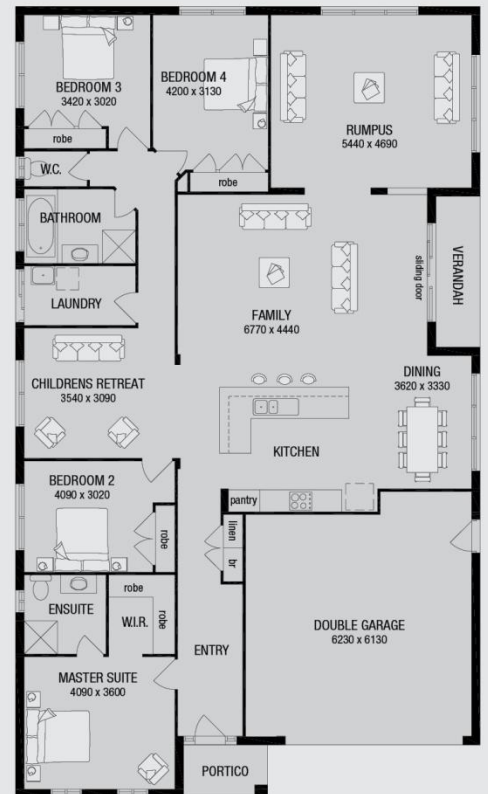 BEDROOM 3
3420 x 3020
robe
BEDROOM 4
4200 x 3130
robe
RUMPUS
5440 x 4690
W.C.
BATHROOM
LAUNDRY
FAMILY
6770 x 4440
sliding door
VERANDAH
CHILDRENS RETREAT
3540 x 3090
DINING
3620 x 3330
KITCHEN
BEDROOM 2
4090 x 3020
robe
pantry
linen
br
ENSUITE
robe
robe
W.I.R.
ENTRY
DOUBLE GARAGE
6230 x 6130
MASTER SUITE
4090 x 3600
PORTICO